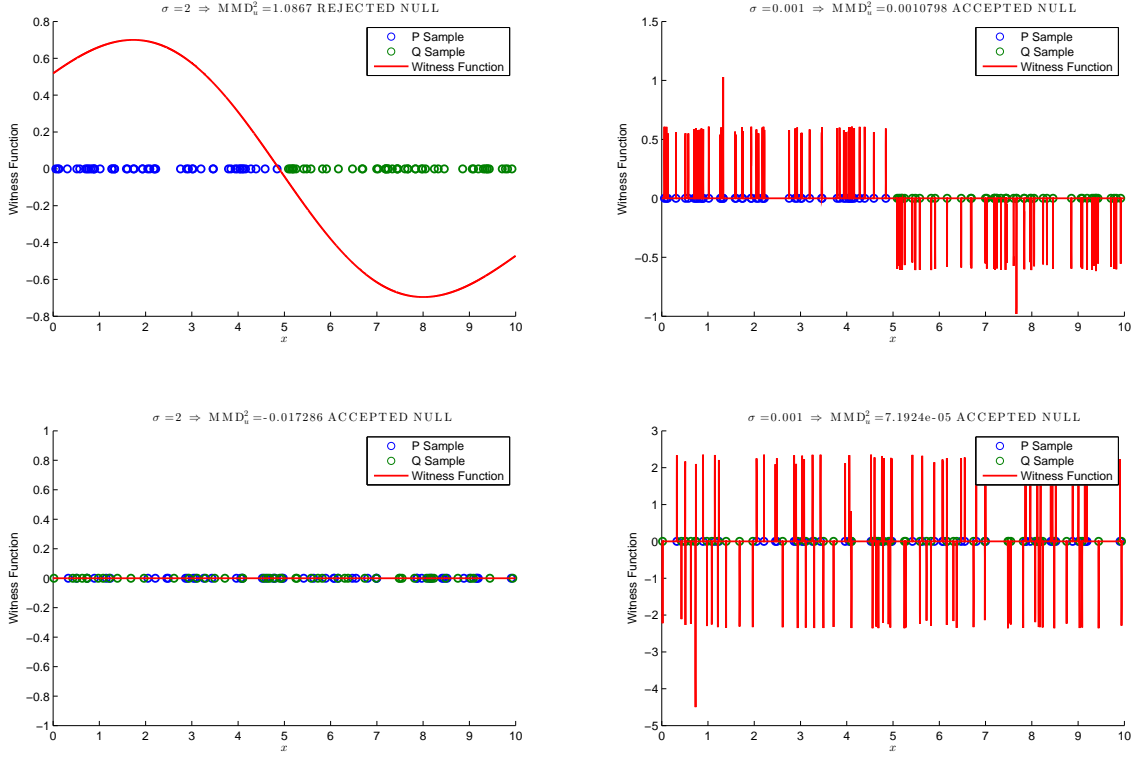 σ=2 ⇒ MMD²ᵤ=1.0867 REJECTED NULL
0.8
0.6
0.4
0.2
0
−0.2
−0.4
−0.6
−0.8
Witness Function
P Sample
Q Sample
Witness Function
0 1 2 3 4 5 6 7 8 9 10
x
σ=0.001 ⇒ MMD²ᵤ=0.0010798 ACCEPTED NULL
1.5
1
0.5
0
−0.5
−1
Witness Function
P Sample
Q Sample
Witness Function
0 1 2 3 4 5 6 7 8 9 10
x
σ=2 ⇒ MMD²ᵤ=-0.017286 ACCEPTED NULL
1
0.8
0.6
0.4
0.2
0
−0.2
−0.4
−0.6
−0.8
−1
Witness Function
P Sample
Q Sample
Witness Function
0 1 2 3 4 5 6 7 8 9 10
x
σ=0.001 ⇒ MMD²ᵤ=7.1924e-05 ACCEPTED NULL
3
2
1
0
−1
−2
−3
−4
−5
Witness Function
P Sample
Q Sample
Witness Function
0 1 2 3 4 5 6 7 8 9 10
x